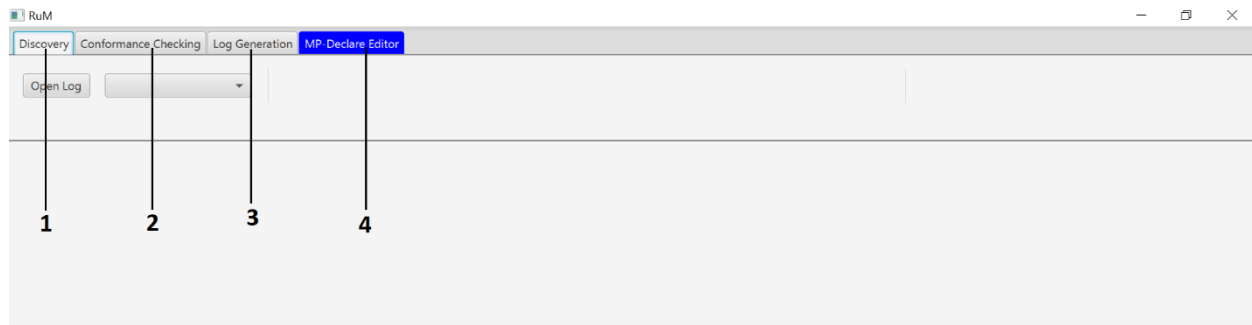 RuM
Discovery Conformance Checking Log Generation MP-Declare Editor
Open Log
1 2 3 4